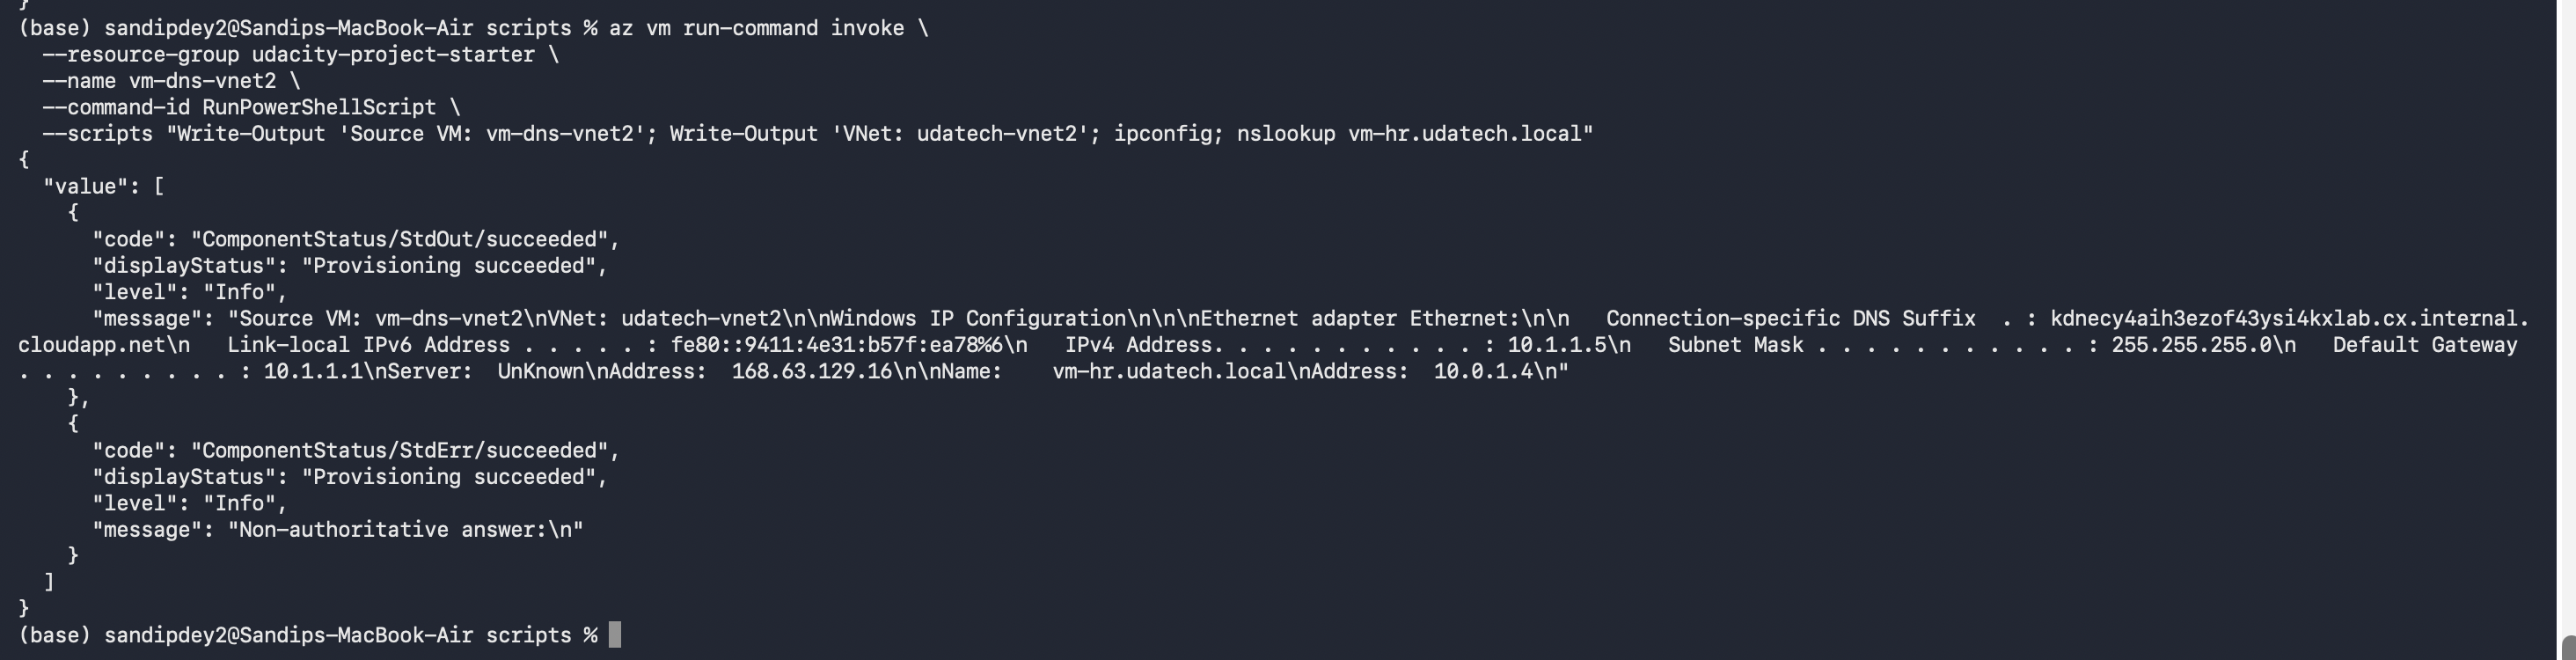 }
(base) sandipdey2@Sandips-MacBook-Air scripts % az vm run-command invoke \
  --resource-group udacity-project-starter \
  --name vm-dns-vnet2 \
  --command-id RunPowerShellScript \
  --scripts "Write-Output 'Source VM: vm-dns-vnet2'; Write-Output 'VNet: udatech-vnet2'; ipconfig; nslookup vm-hr.udatech.local"
{
  "value": [
    {
      "code": "ComponentStatus/StdOut/succeeded",
      "displayStatus": "Provisioning succeeded",
      "level": "Info",
      "message": "Source VM: vm-dns-vnet2\nVNet: udatech-vnet2\n\nWindows IP Configuration\n\n\nEthernet adapter Ethernet:\n\n   Connection-specific DNS Suffix  . : kdnecy4aih3ezof43ysi4kxlab.cx.internal.
cloudapp.net\n   Link-local IPv6 Address . . . . . : fe80::9411:4e31:b57f:ea78%6\n   IPv4 Address. . . . . . . . . . . : 10.1.1.5\n   Subnet Mask . . . . . . . . . . . : 255.255.255.0\n   Default Gateway
. . . . . . . . . : 10.1.1.1\nServer:  UnKnown\nAddress:  168.63.129.16\n\nName:    vm-hr.udatech.local\nAddress:  10.0.1.4\n"
    },
    {
      "code": "ComponentStatus/StdErr/succeeded",
      "displayStatus": "Provisioning succeeded",
      "level": "Info",
      "message": "Non-authoritative answer:\n"
    }
  ]
}
(base) sandipdey2@Sandips-MacBook-Air scripts %